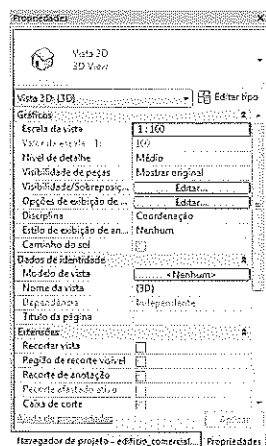 Propriedades ×
Vista 3D
3D View
Vista 3D: {3D} Editar tipo
Gráficos
Escala da vista 1 : 100
Valor da escala 1: 100
Nível de detalhe Médio
Visibilidade de peças Mostrar original
Visibilidade/Sobreposiç... Editar...
Opções de exibição de ... Editar...
Disciplina Coordenação
Estilo de exibição de an... Nenhum
Caminho do sol
Dados de identidade
Modelo de vista <Nenhum>
Nome da vista {3D}
Dependência Independente
Título da página
Extensões
Recortar vista
Região de recorte visível
Recorte de anotação
Recorte afastado ativo
Caixa de corte
Ajuda de propriedades Aplicar
Navegador de projeto - edifício_comercial... Propriedades